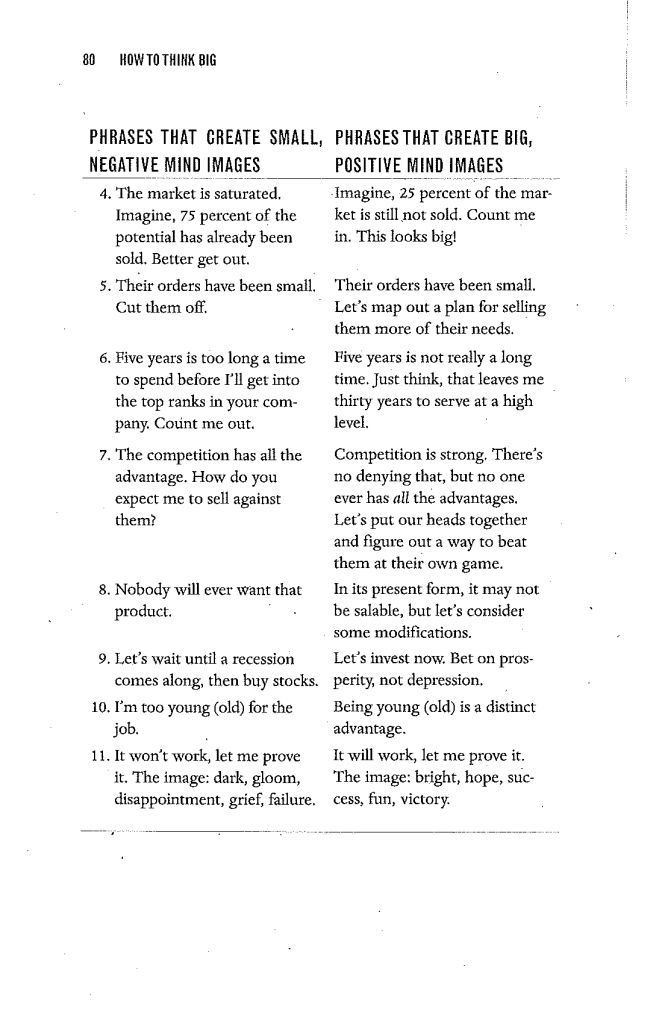 80 HOW TO THINK BIG
PHRASES THAT CREATE SMALL,
NEGATIVE MIND IMAGES
PHRASES THAT CREATE BIG,
POSITIVE MIND IMAGES
4. The market is saturated.
Imagine, 75 percent of the
potential has already been
sold. Better get out.
Imagine, 25 percent of the mar-
ket is still not sold. Count me
in. This looks big!
5. Their orders have been small.
Cut them off.
Their orders have been small.
Let's map out a plan for selling
them more of their needs.
6. Five years is too long a time
to spend before I'll get into
the top ranks in your com-
pany. Count me out.
Five years is not really a long
time. Just think, that leaves me
thirty years to serve at a high
level.
7. The competition has all the
advantage. How do you
expect me to sell against
them?
Competition is strong. There's
no denying that, but no one
ever has all the advantages.
Let's put our heads together
and figure out a way to beat
them at their own game.
8. Nobody will ever want that
product.
In its present form, it may not
be salable, but let's consider
some modifications.
9. Let's wait until a recession
comes along, then buy stocks.
Let's invest now. Bet on pros-
perity, not depression.
10. I'm too young (old) for the
job.
Being young (old) is a distinct
advantage.
11. It won't work, let me prove
it. The image: dark, gloom,
disappointment, grief, failure.
It will work, let me prove it.
The image: bright, hope, suc-
cess, fun, victory.